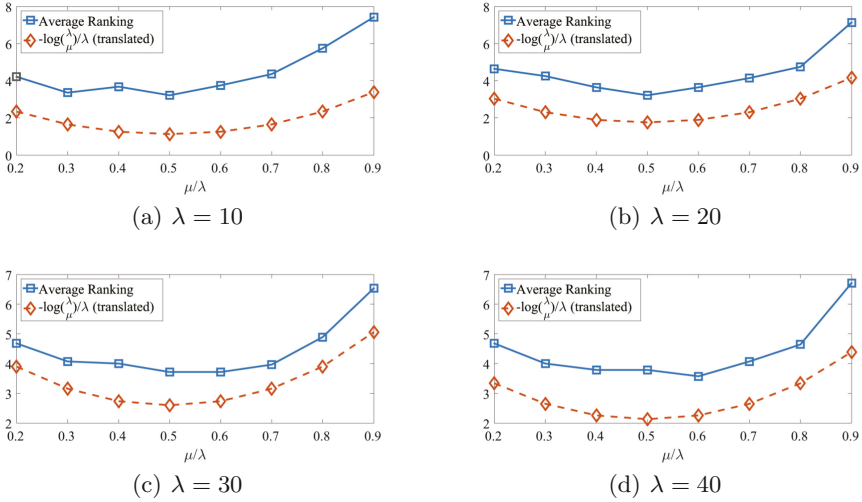 8
6
4
2
0
Average Ranking
-log(λ μ)/λ (translated)
0.2 0.3 0.4 0.5 0.6 0.7 0.8 0.9
μ/λ
(a) λ = 10
8
6
4
2
0
Average Ranking
-log(λ μ)/λ (translated)
0.2 0.3 0.4 0.5 0.6 0.7 0.8 0.9
μ/λ
(b) λ = 20
7
6
5
4
3
2
Average Ranking
-log(λ μ)/λ (translated)
0.2 0.3 0.4 0.5 0.6 0.7 0.8 0.9
μ/λ
(c) λ = 30
7
6
5
4
3
2
Average Ranking
-log(λ μ)/λ (translated)
0.2 0.3 0.4 0.5 0.6 0.7 0.8 0.9
μ/λ
(d) λ = 40